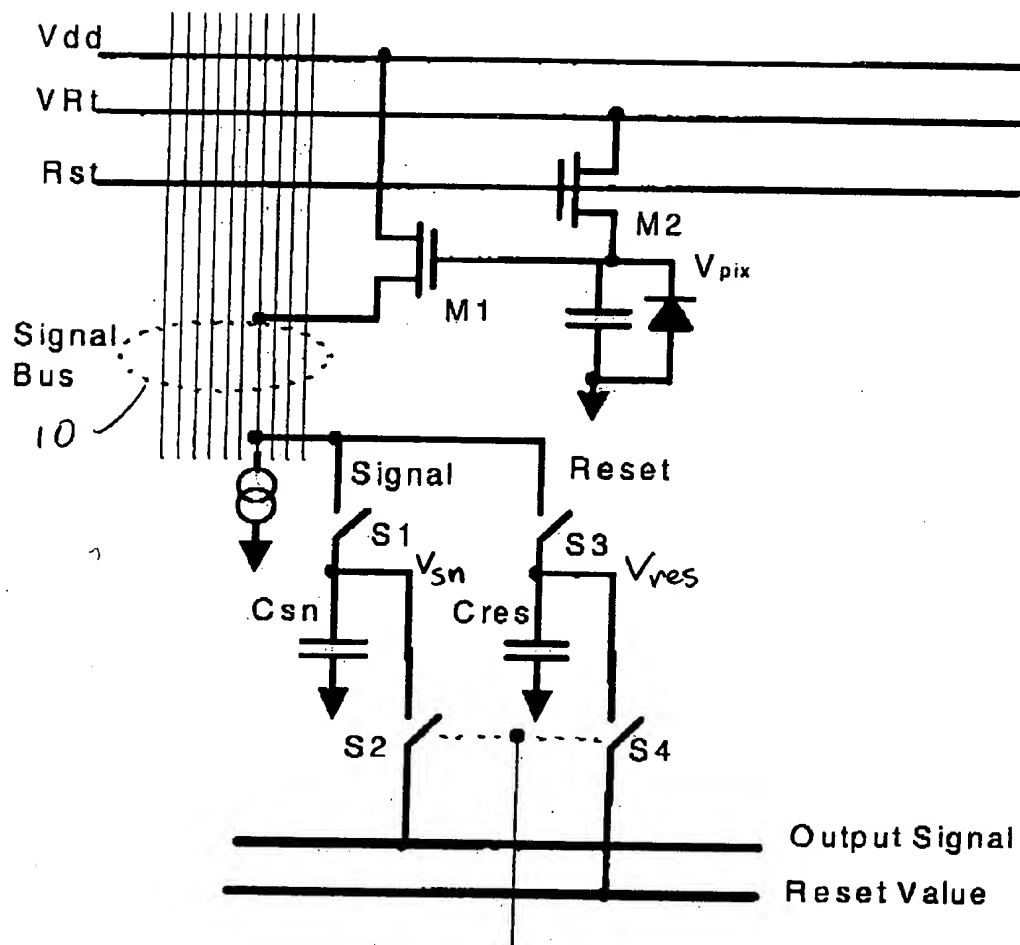 Vdd
VRt
Rst
M2
Vpix
M1
Signal
Bus
10
Signal
Reset
S1
S3
Vsn
Vres
Csn
Cres
S2
S4
Output Signal
Reset Value